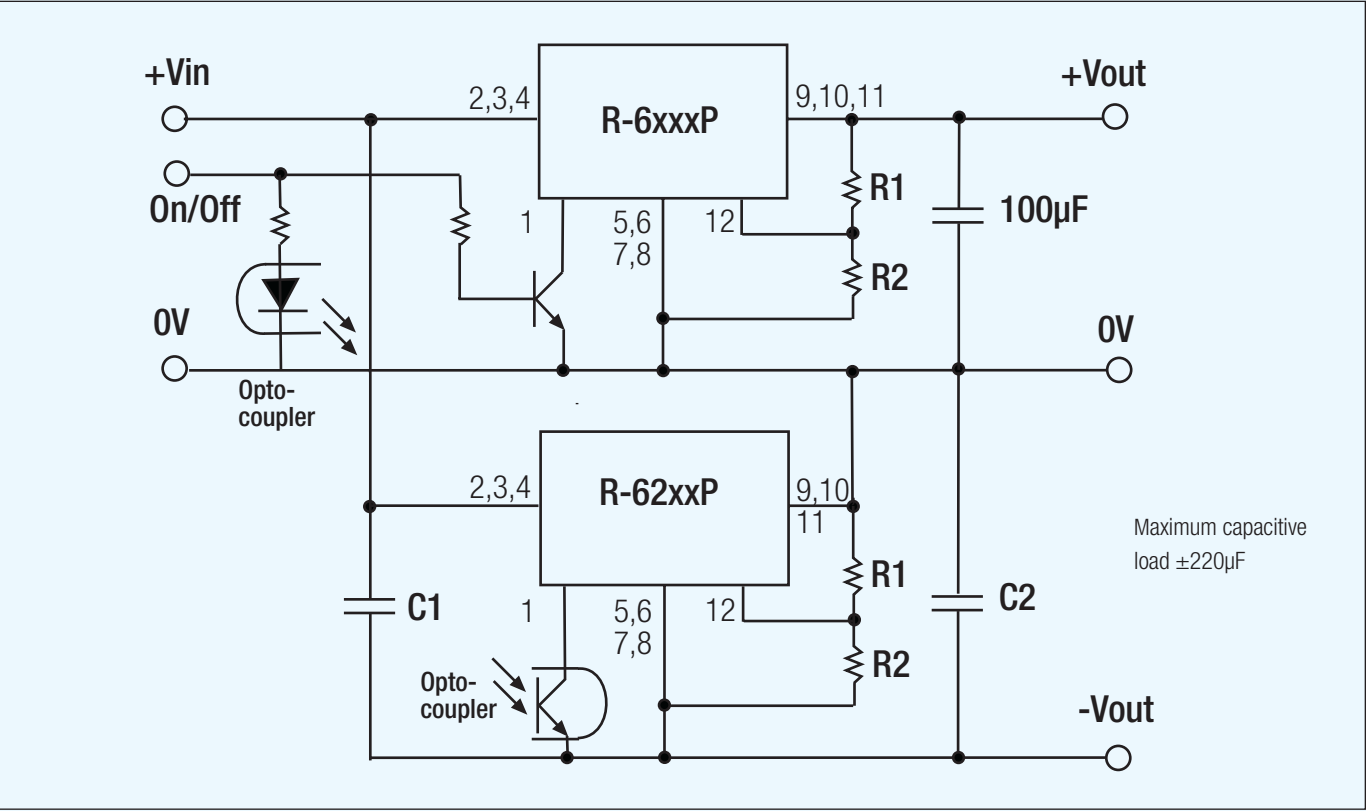 +Vin
2,3,4
R-6xxxP
9,10,11
+Vout
On/Off
1
5,6
7,8
12
R1
100µF
R2
0V
0V
Opto-
coupler
2,3,4
R-62xxP
9,10
11
Maximum capacitive
load ±220µF
C1
1
5,6
7,8
12
R1
C2
R2
Opto-
coupler
-Vout